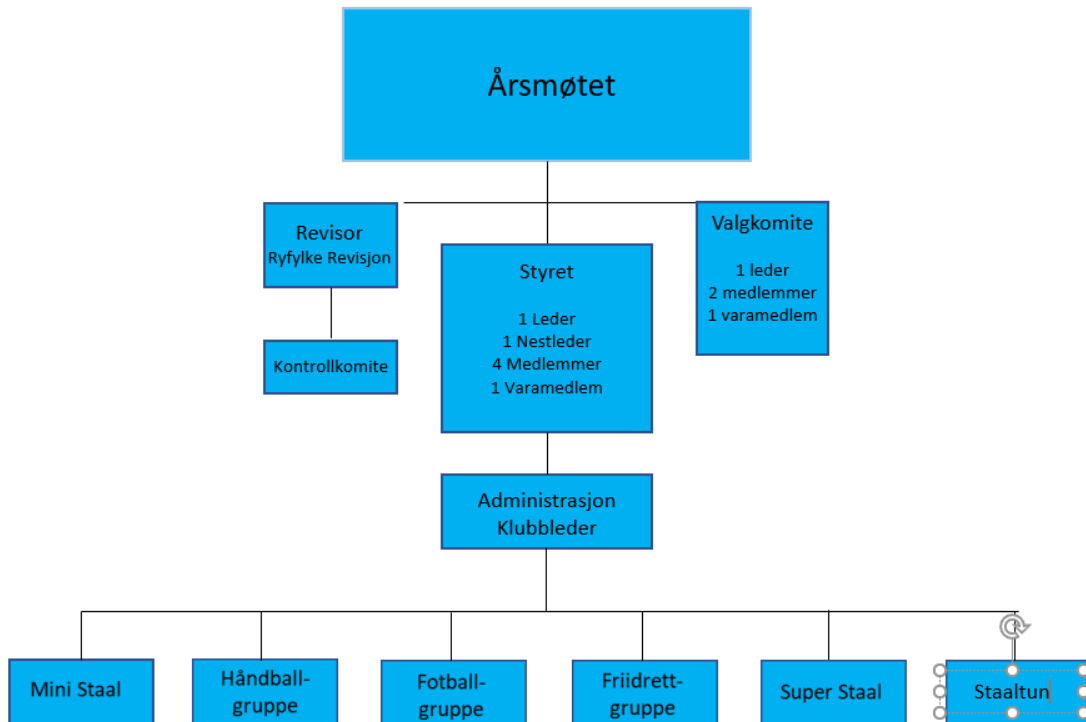 Årsmøtet
Revisor
Ryfylke Revisjon
Kontrollkomite
Styret
1 Leder
1 Nestleder
4 Medlemmer
1 Varamedlem
Valgkomite
1 leder
2 medlemmer
1 varamedlem
Administrasjon
Klubbleder
Mini Staal
Håndball-
gruppe
Fotball-
gruppe
Friidrett-
gruppe
Super Staal
Staaltun